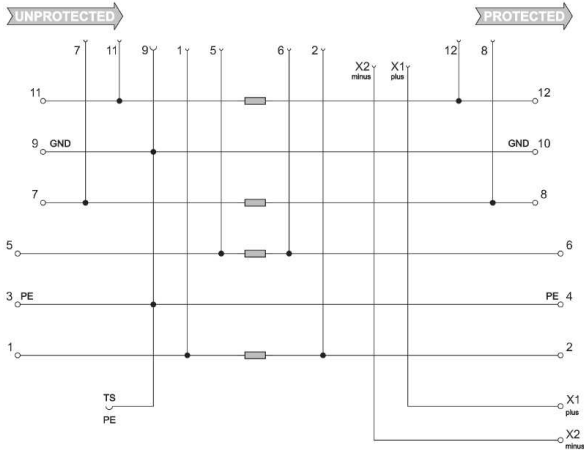 UNPROTECTED PROTECTED
7 11 9 1 5 6 2 12 8
X2 X1
minus plus
11 12
9 GND GND 10
7 8
5 6
3 PE PE 4
1 2
TS X1
plus
PE
X2
minus